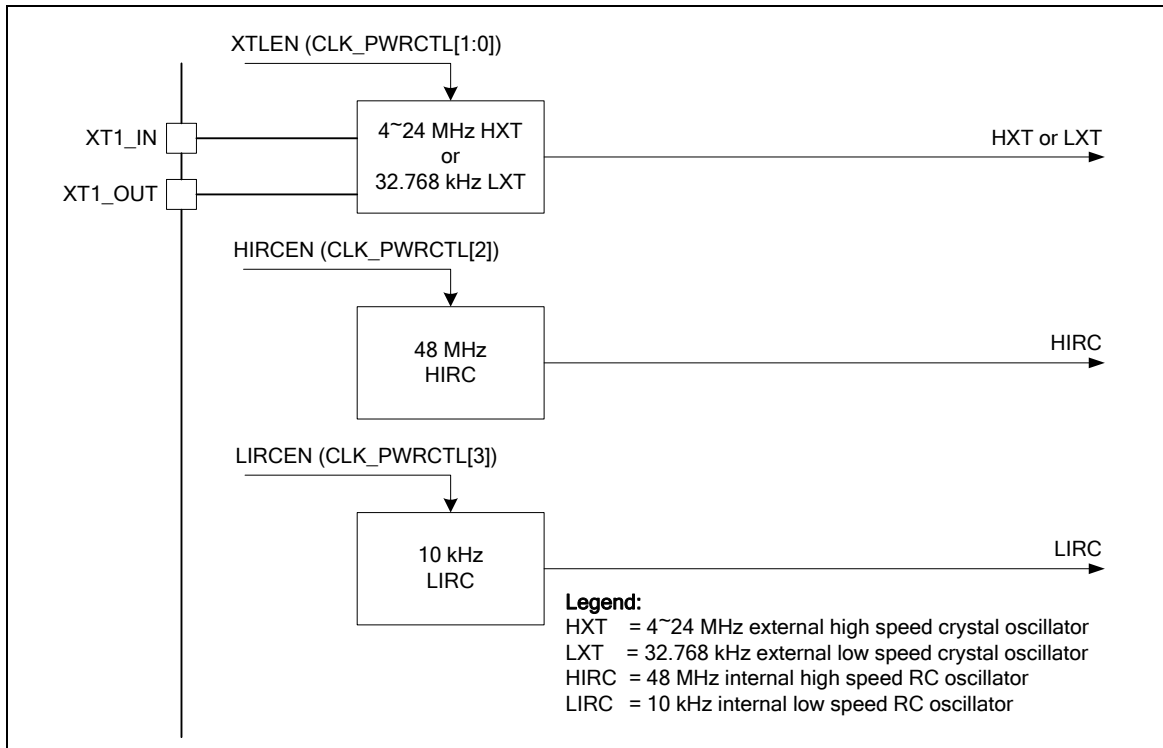 XTLEN (CLK_PWRCTL[1:0])
XT1_IN
XT1_OUT
4~24 MHz HXT
or
32.768 kHz LXT
HXT or LXT
HIRCEN (CLK_PWRCTL[2])
48 MHz
HIRC
HIRC
LIRCEN (CLK_PWRCTL[3])
10 kHz
LIRC
LIRC
Legend:
HXT = 4~24 MHz external high speed crystal oscillator
LXT = 32.768 kHz external low speed crystal oscillator
HIRC = 48 MHz internal high speed RC oscillator
LIRC = 10 kHz internal low speed RC oscillator